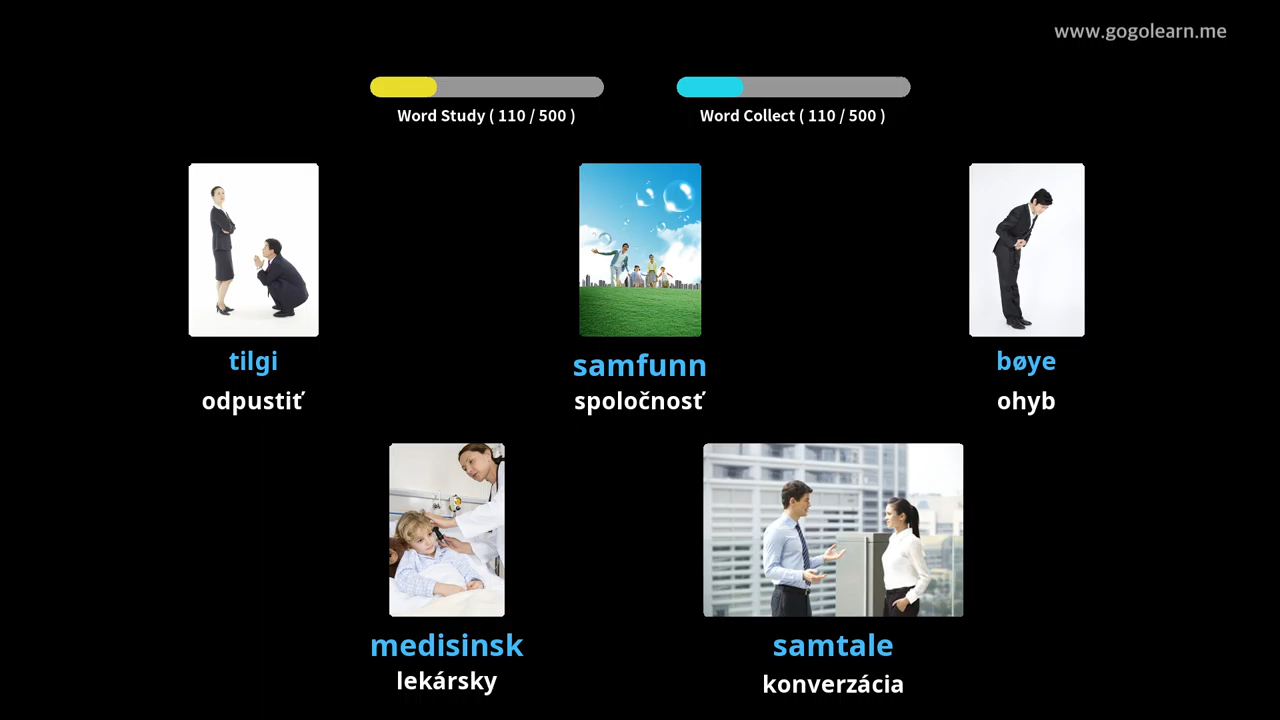 www.gogolearn.me
Word Study ( 110 / 500 )
Word Collect ( 110 / 500 )
tilgi
samfunn
bøye
odpustiť
spoločnosť
ohyb
medisinsk
samtale
lekársky
konverzácia